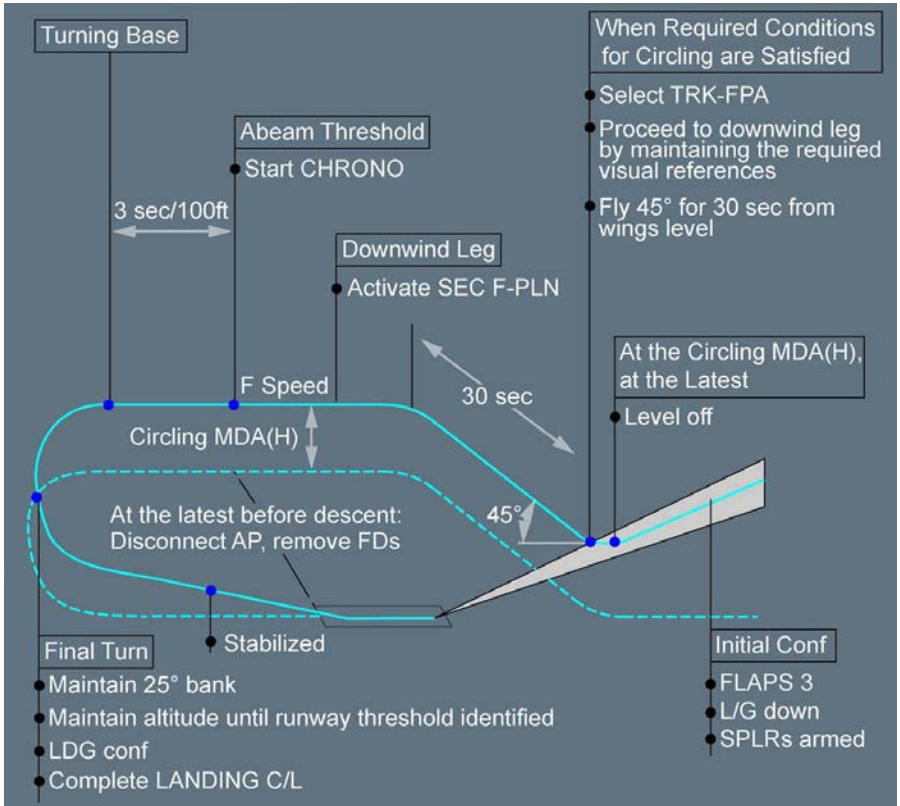 Turning Base
When Required Conditions
for Circling are Satisfied
Select TRK-FPA
Proceed to downwind leg
by maintaining the required
visual references
Fly 45° for 30 sec from
wings level
Abeam Threshold
Start CHRONO
3 sec/100ft
Downwind Leg
Activate SEC F-PLN
At the Circling MDA(H),
at the Latest
Level off
30 sec
F Speed
Circling MDA(H)
45°
At the latest before descent:
Disconnect AP, remove FDs
Stabilized
Final Turn
Maintain 25° bank
Maintain altitude until runway threshold identified
LDG conf
Complete LANDING C/L
Initial Conf
FLAPS 3
L/G down
SPLRs armed